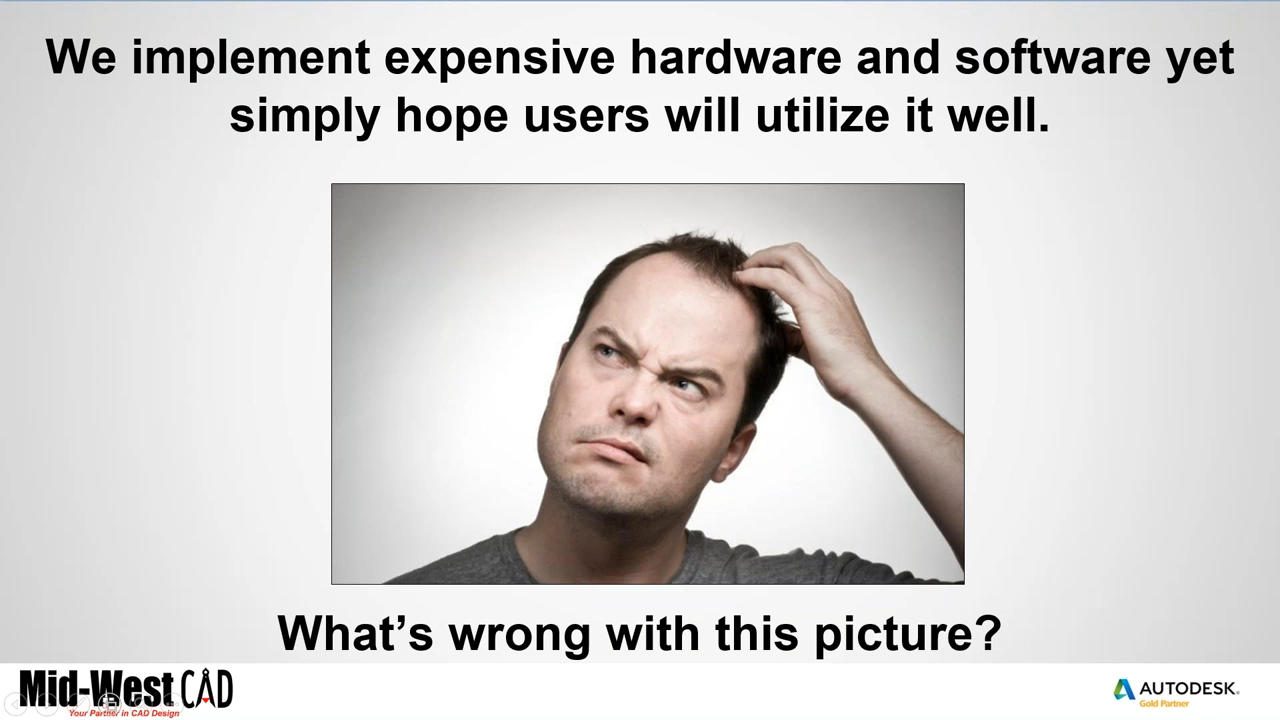 We implement expensive hardware and software yet
simply hope users will utilize it well.
What’s wrong with this picture?
Mid-West CAD
Your Partner in CAD Design
AUTODESK.
Gold Partner